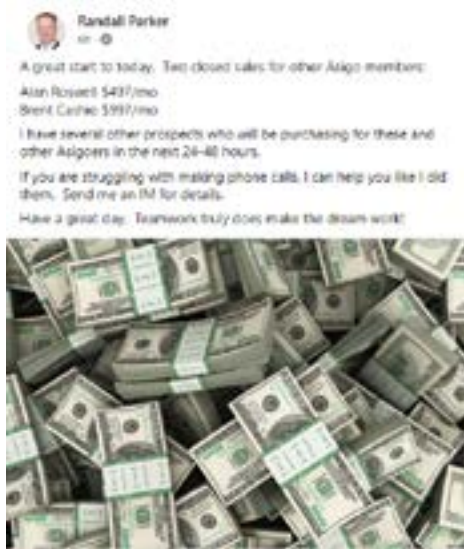 Randall Parker
A great start to today. Two closed sales for other Asigo members:
Alan $497/mo
Brent $997/mo
I have several other prospects who will be purchasing for these and
other Asigoers in the next 24-48 hours.
If you are struggling with making phone calls, I can help you like I did
them. Send me an IM for details.
Have a great day. Teamwork truly does make the dream work!